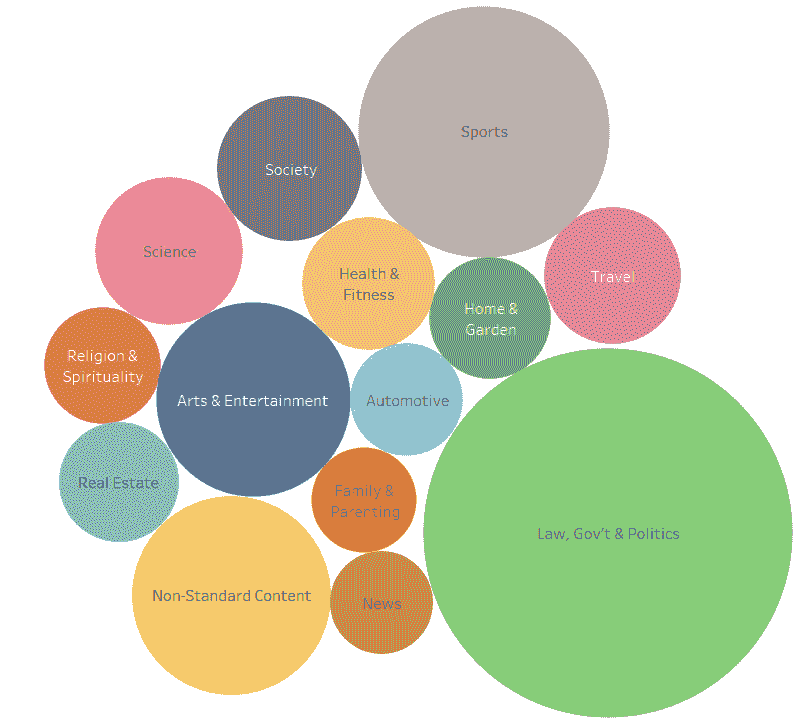 Sports
Society
Science
Health &
Fitness
Travel
Home &
Garden
Religion &
Spirituality
Arts & Entertainment
Automotive
Real Estate
Family &
Parenting
Law, Gov't & Politics
Non-Standard Content
News